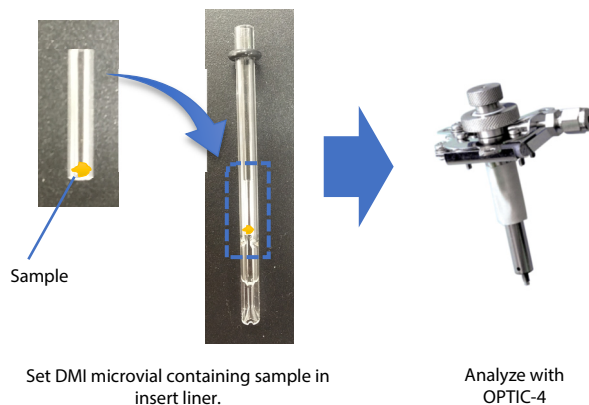 Sample
Set DMI microvial containing sample in
insert liner.
Analyze with
OPTIC-4